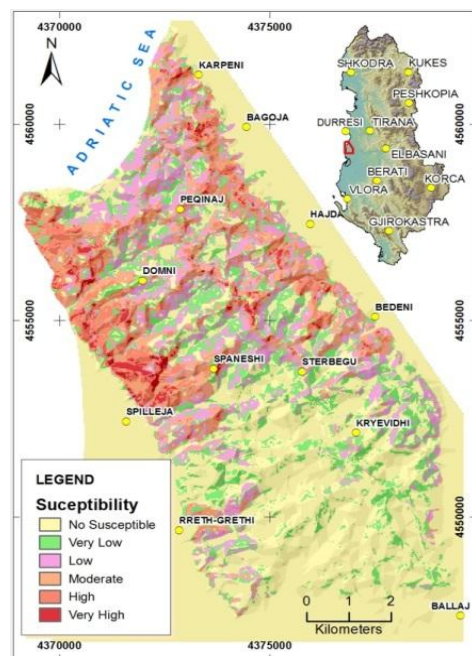 4370000
4375000
N
ADRIATIC SEA
KARPENI
BAGOJA
PEQINAJ
HAJDA
DOMNI
BEDENI
SPANESHI
STERBEGU
SPILLEJA
KRYEVIDHI
RRETH-GRETHI
BALLAJ
SHKODRA
KUKES
PESHKOPIA
DURRESI
TIRANA
ELBASANI
BERATI
KORCA
VLORA
GJIROKASTRA
4560000
4560000
4555000
4555000
4550000
4550000
LEGEND
Suceptibility
No Susceptible
Very Low
Low
Moderate
High
Very High
0 1 2
Kilometers
4370000
4375000